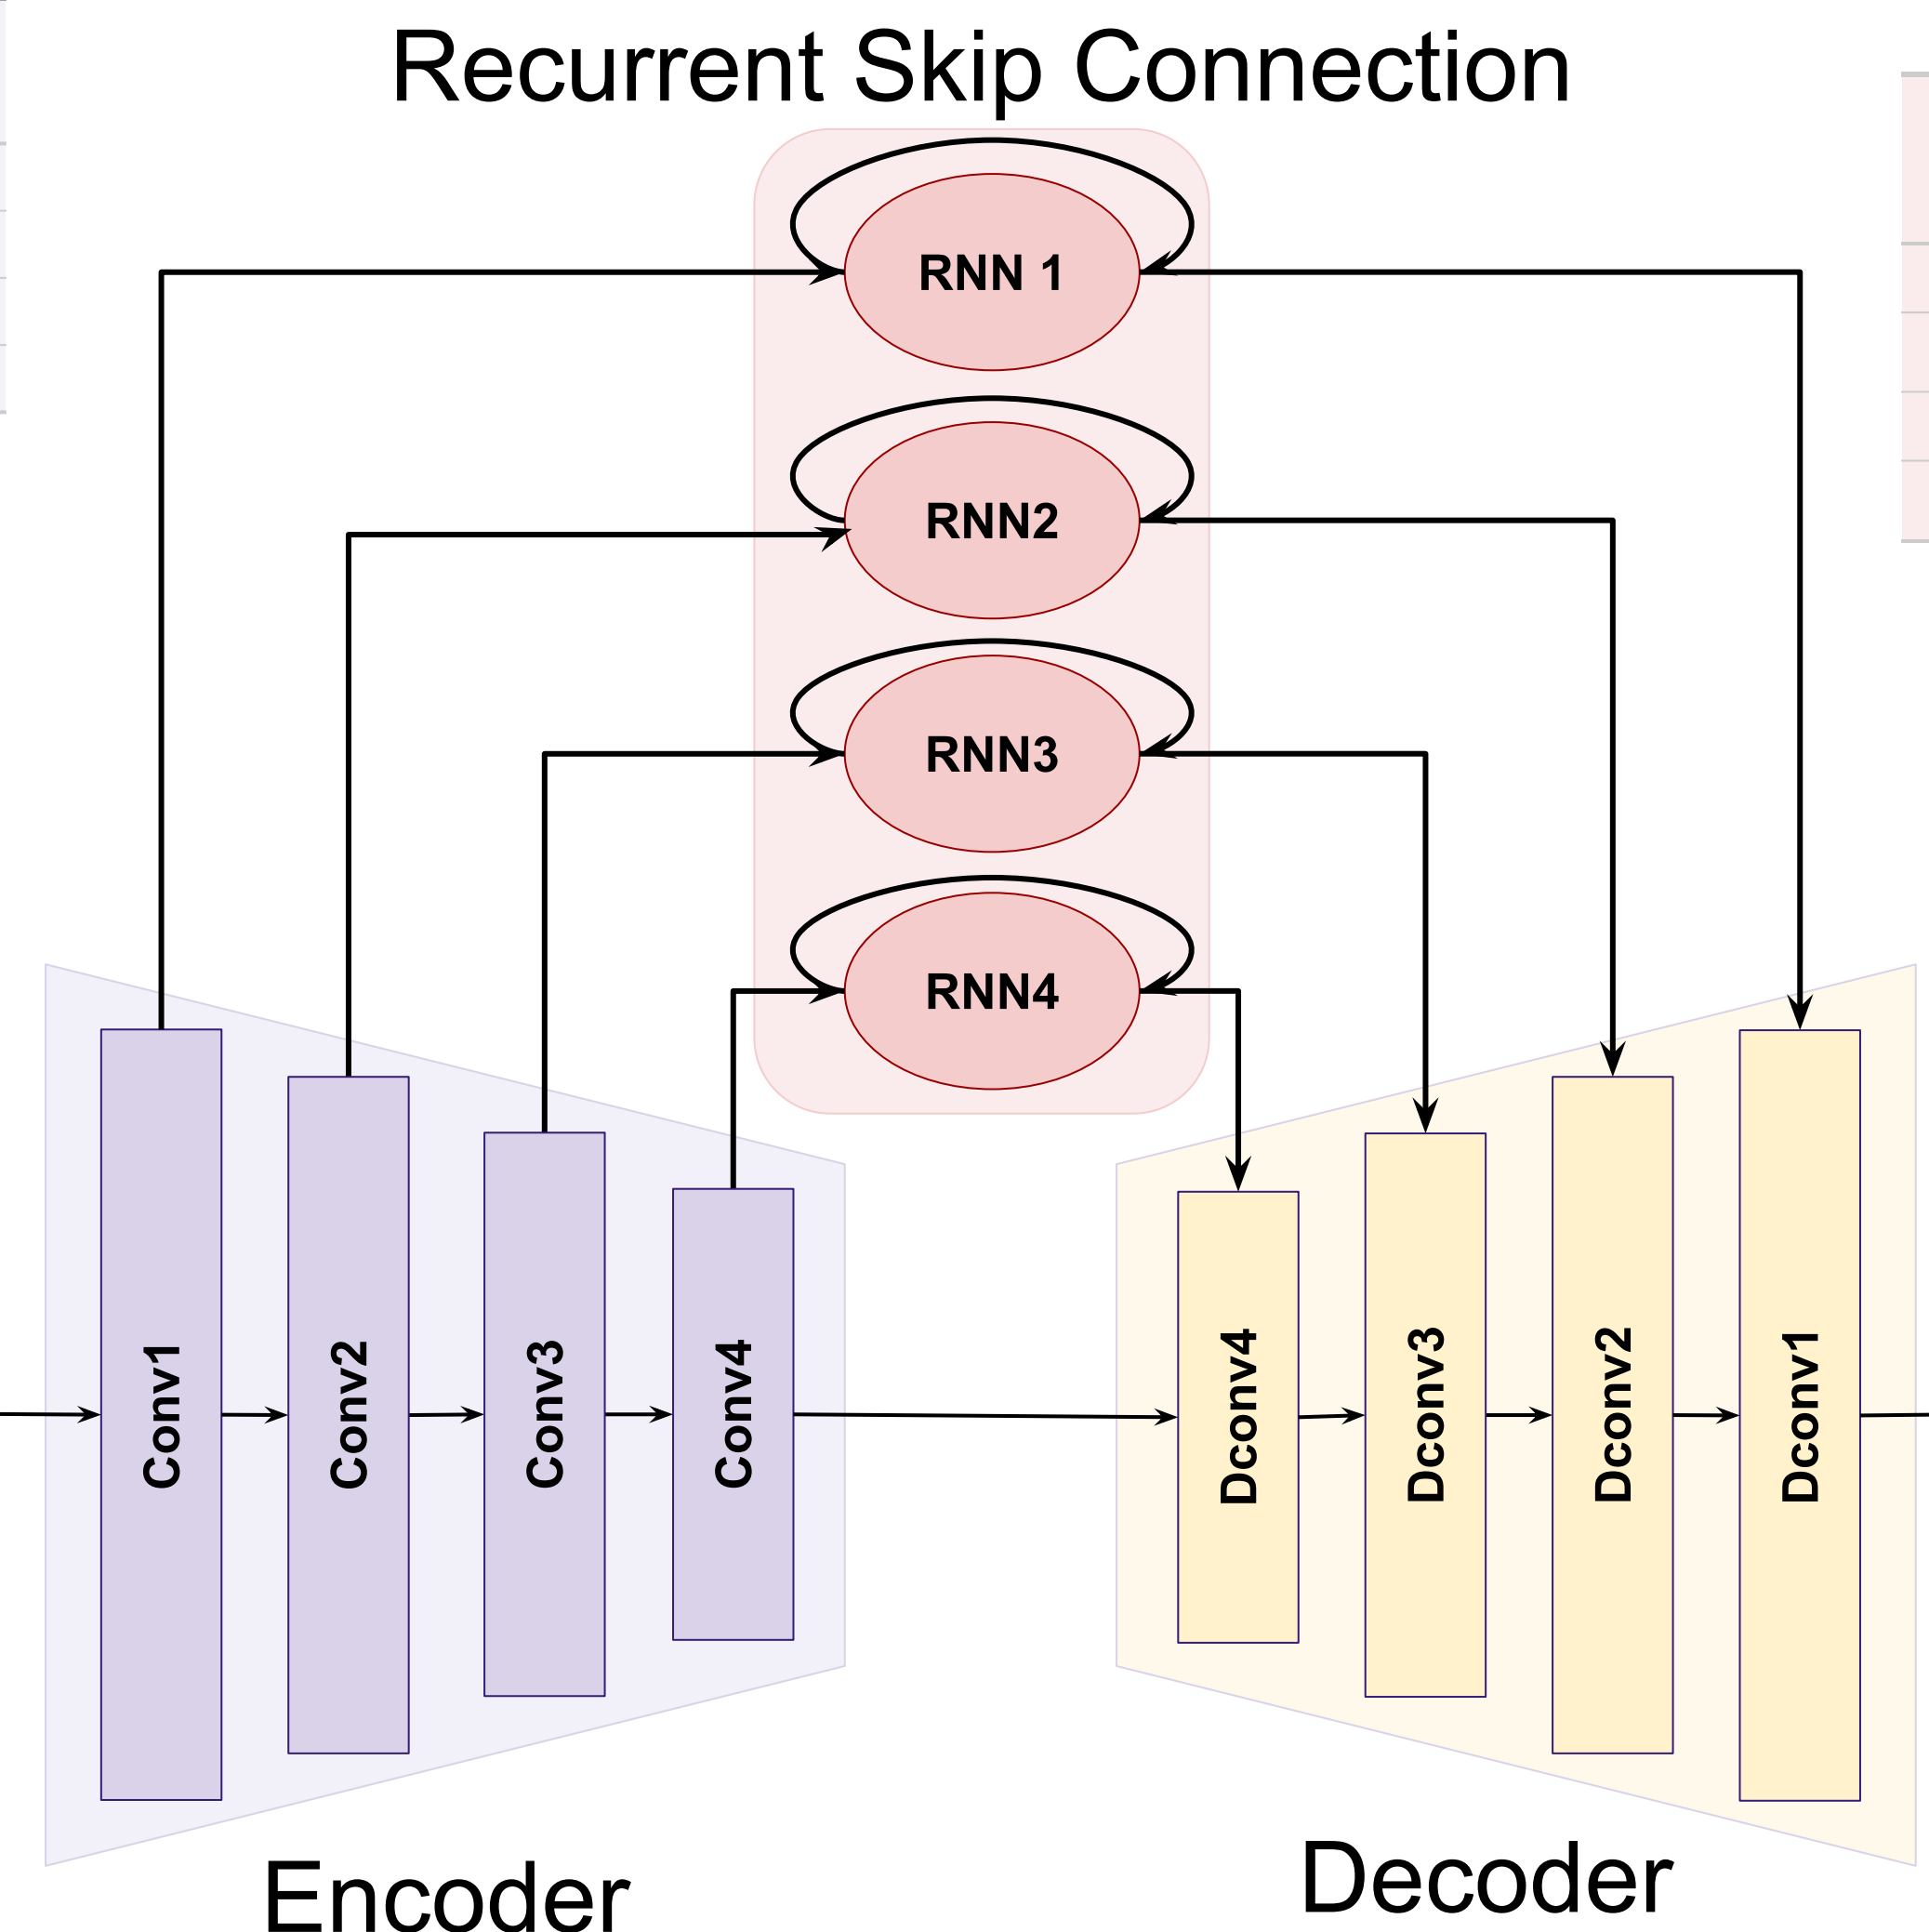 Recurrent Skip Connection
RNN 1
RNN2
RNN3
RNN4
Conv1
Conv2
Conv3
Conv4
Dconv4
Dconv3
Dconv2
Dconv1
Encoder
Decoder